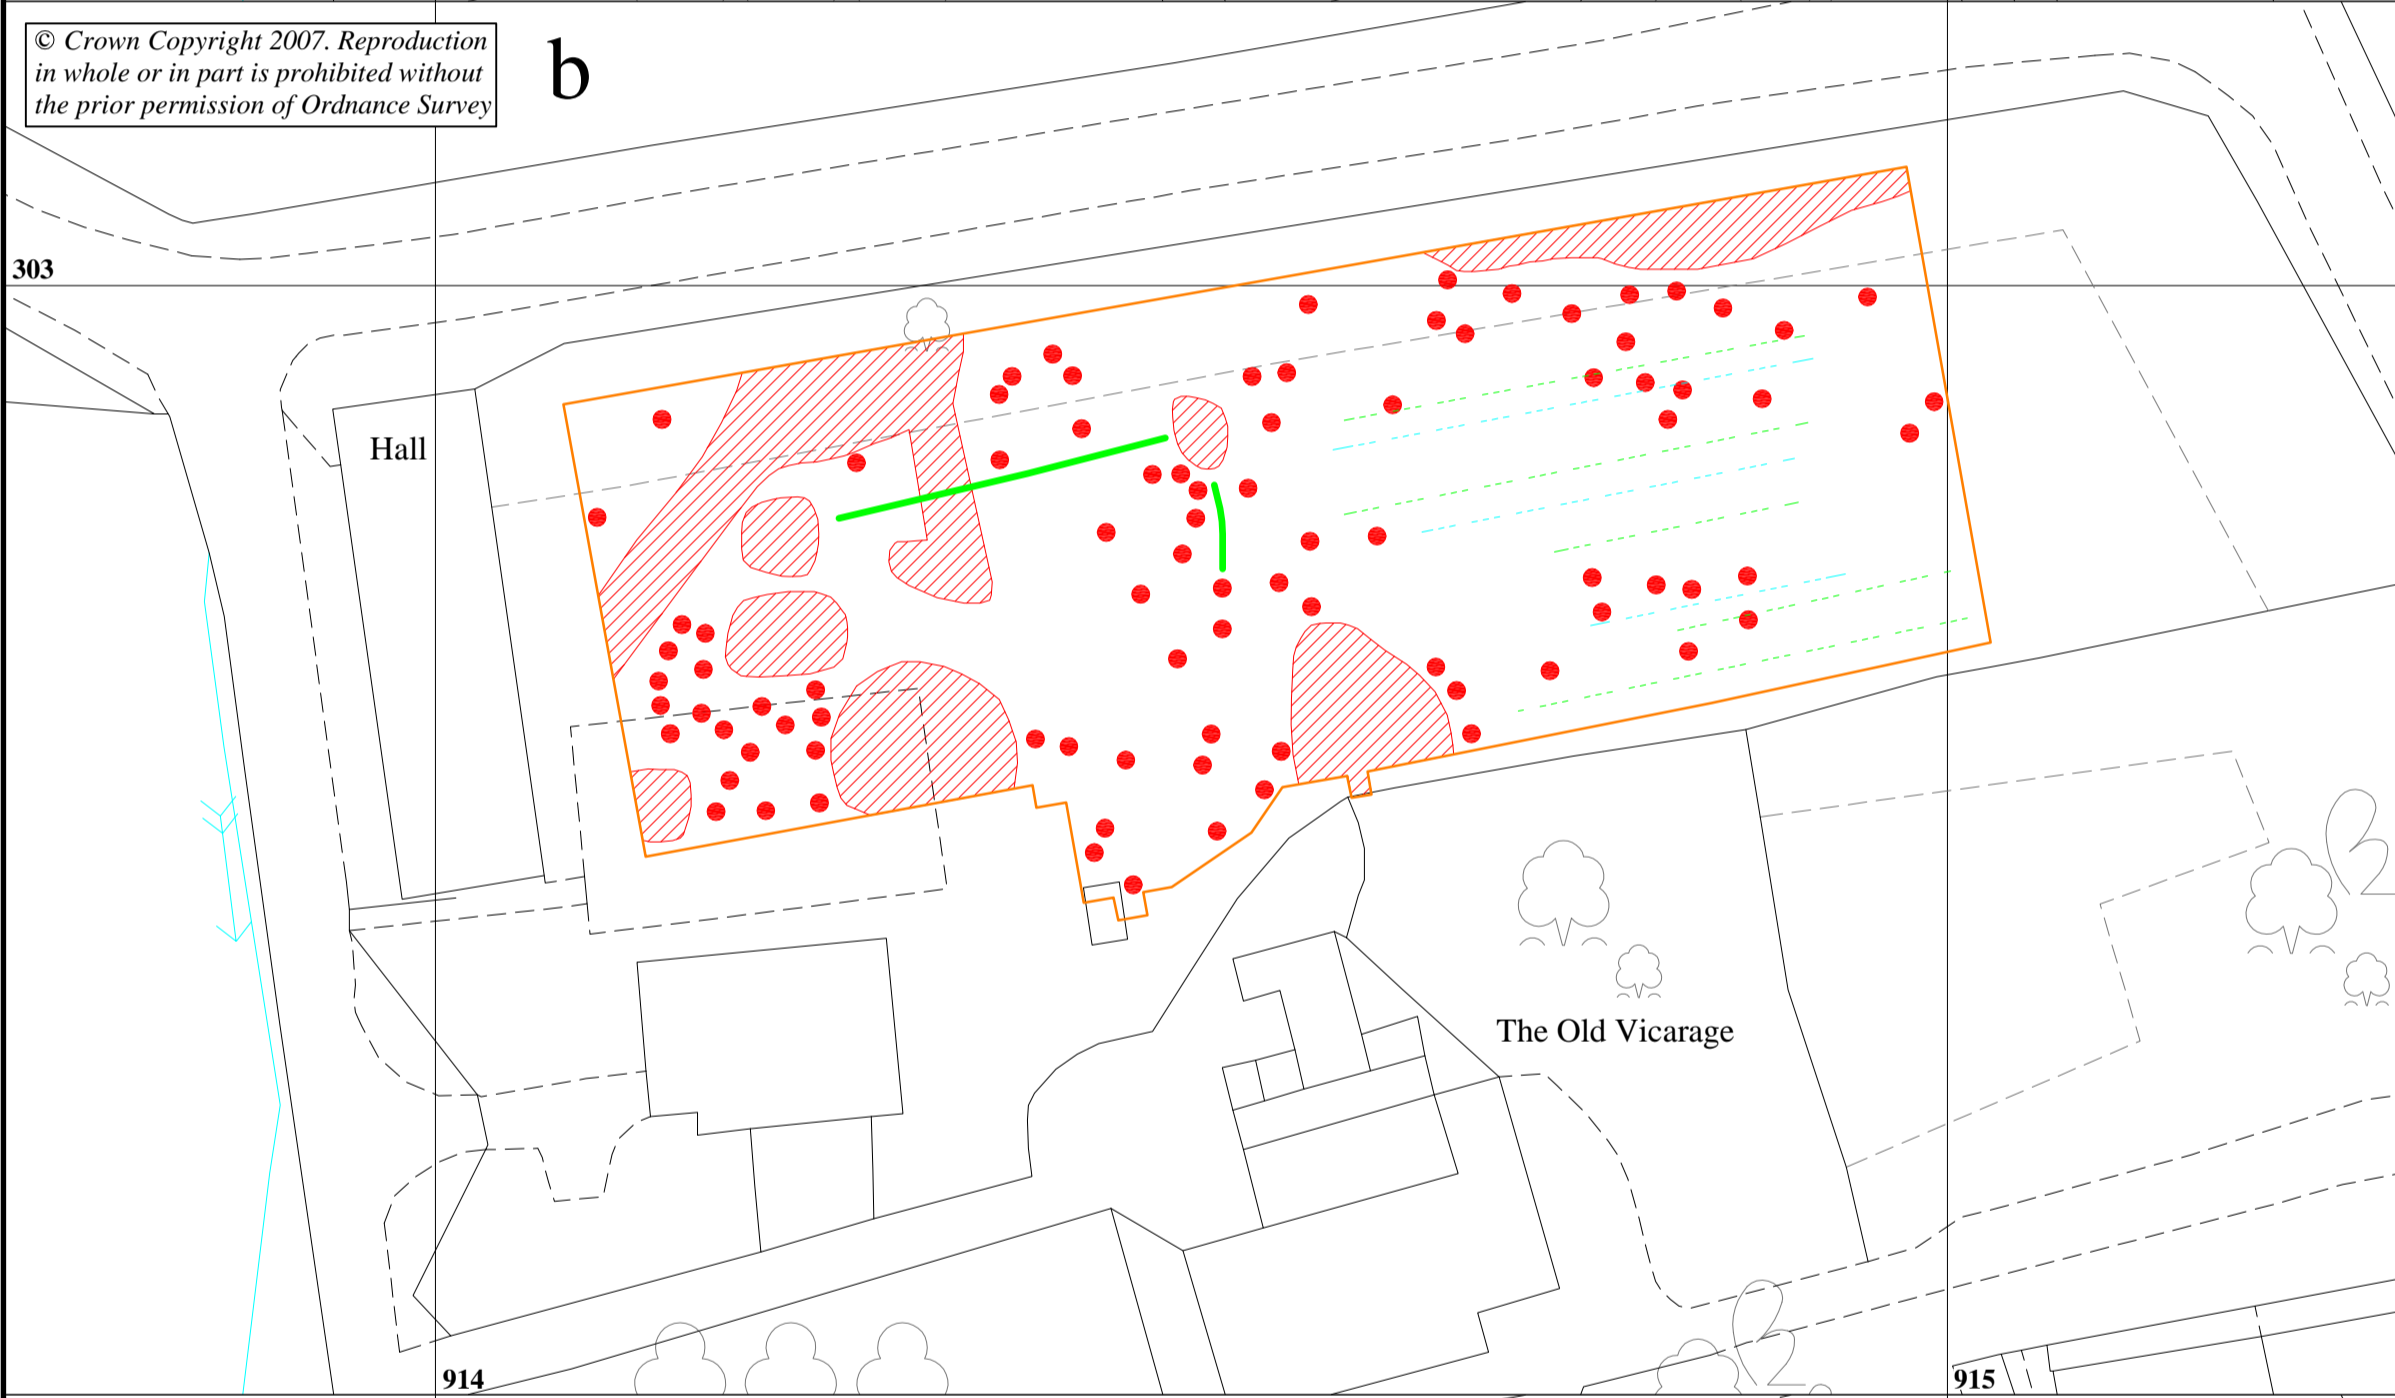 © Crown Copyright 2007. Reproduction
in whole or in part is prohibited without
the prior permission of Ordnance Survey
b
303
Hall
The Old Vicarage
914
915